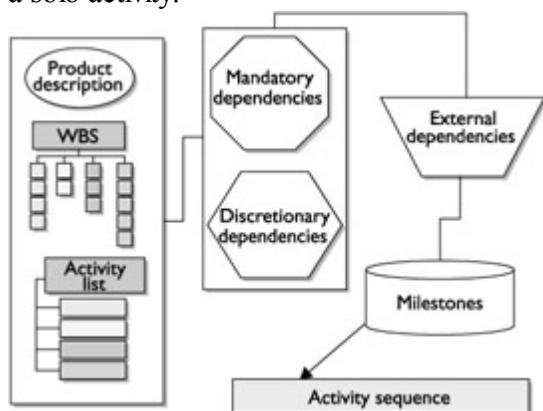 a solo activity.
Product
description
WBS
Activity
list
Mandatory
dependencies
Discretionary
dependencies
External
dependencies
Milestones
Activity sequence